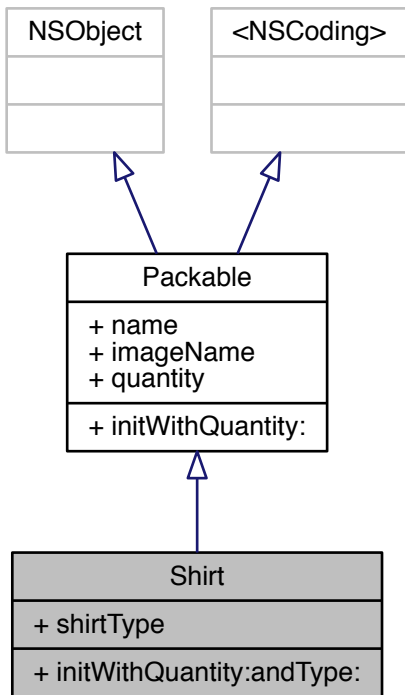 NSObject
<NSCoding>
Packable
+ name
+ imageName
+ quantity
+ initWithQuantity:
Shirt
+ shirtType
+ initWithQuantity:andType: